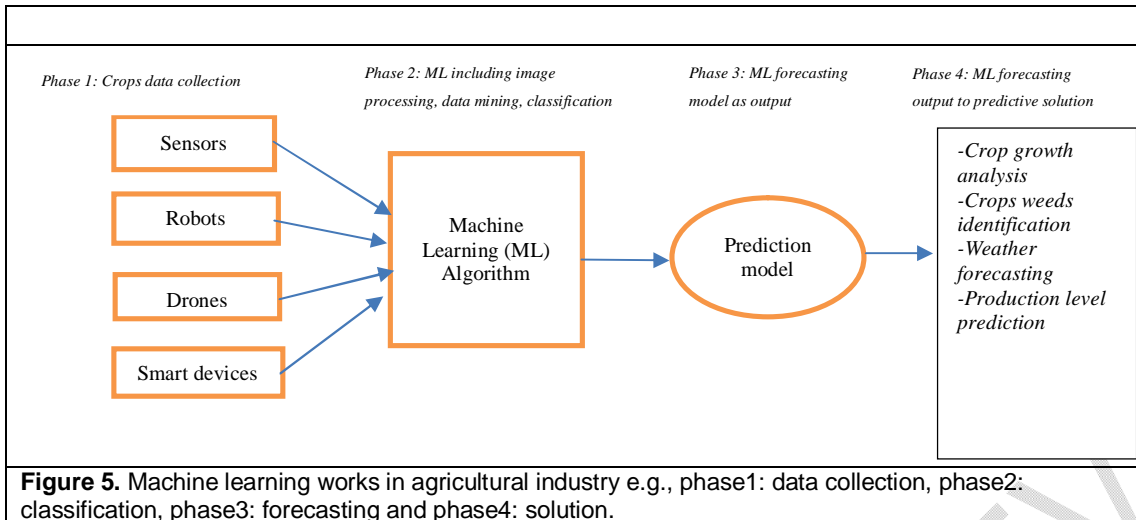 Phase 1: Crops data collection
Phase 2: ML including image
processing, data mining, classification
Phase 3: ML forecasting
model as output
Phase 4: ML forecasting
output to predictive solution
Sensors
Robots
Drones
Smart devices
Machine
Learning (ML)
Algorithm
Prediction
model
-Crop growth
analysis
-Crops weeds
identification
-Weather
forecasting
-Production level
prediction
Figure 5. Machine learning works in agricultural industry e.g., phase1: data collection, phase2:
classification, phase3: forecasting and phase4: solution.